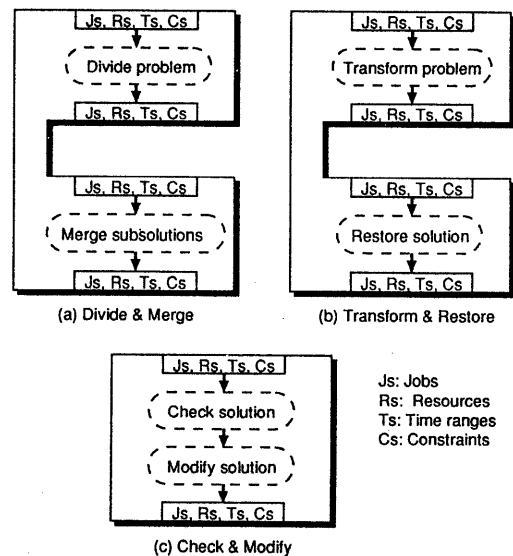 Js, Rs, Ts, Cs
Divide problem
Js, Rs, Ts, Cs
Js, Rs, Ts, Cs
Merge subsolutions
Js, Rs, Ts, Cs
(a) Divide & Merge
Js, Rs, Ts, Cs
Transform problem
Js, Rs, Ts, Cs
Js, Rs, Ts, Cs
Restore solution
Js, Rs, Ts, Cs
(b) Transform & Restore
Js, Rs, Ts, Cs
Check solution
Modify solution
Js, Rs, Ts, Cs
(c) Check & Modify
Js: Jobs
Rs: Resources
Ts: Time ranges
Cs: Constraints